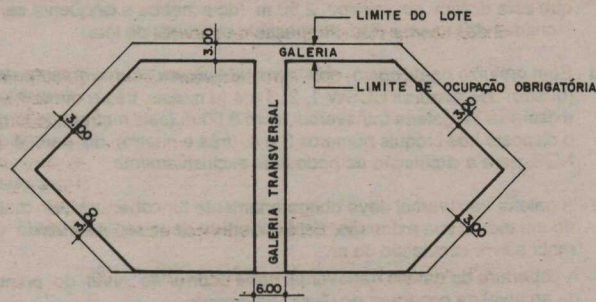 LIMITE DO LOTE
GALERIA
LIMITE DE OCUPAÇÃO OBRIGATÓRIA
3.00
3.00
3.00
3.00
3.00
GALERIA TRANSVERSAL
6.00